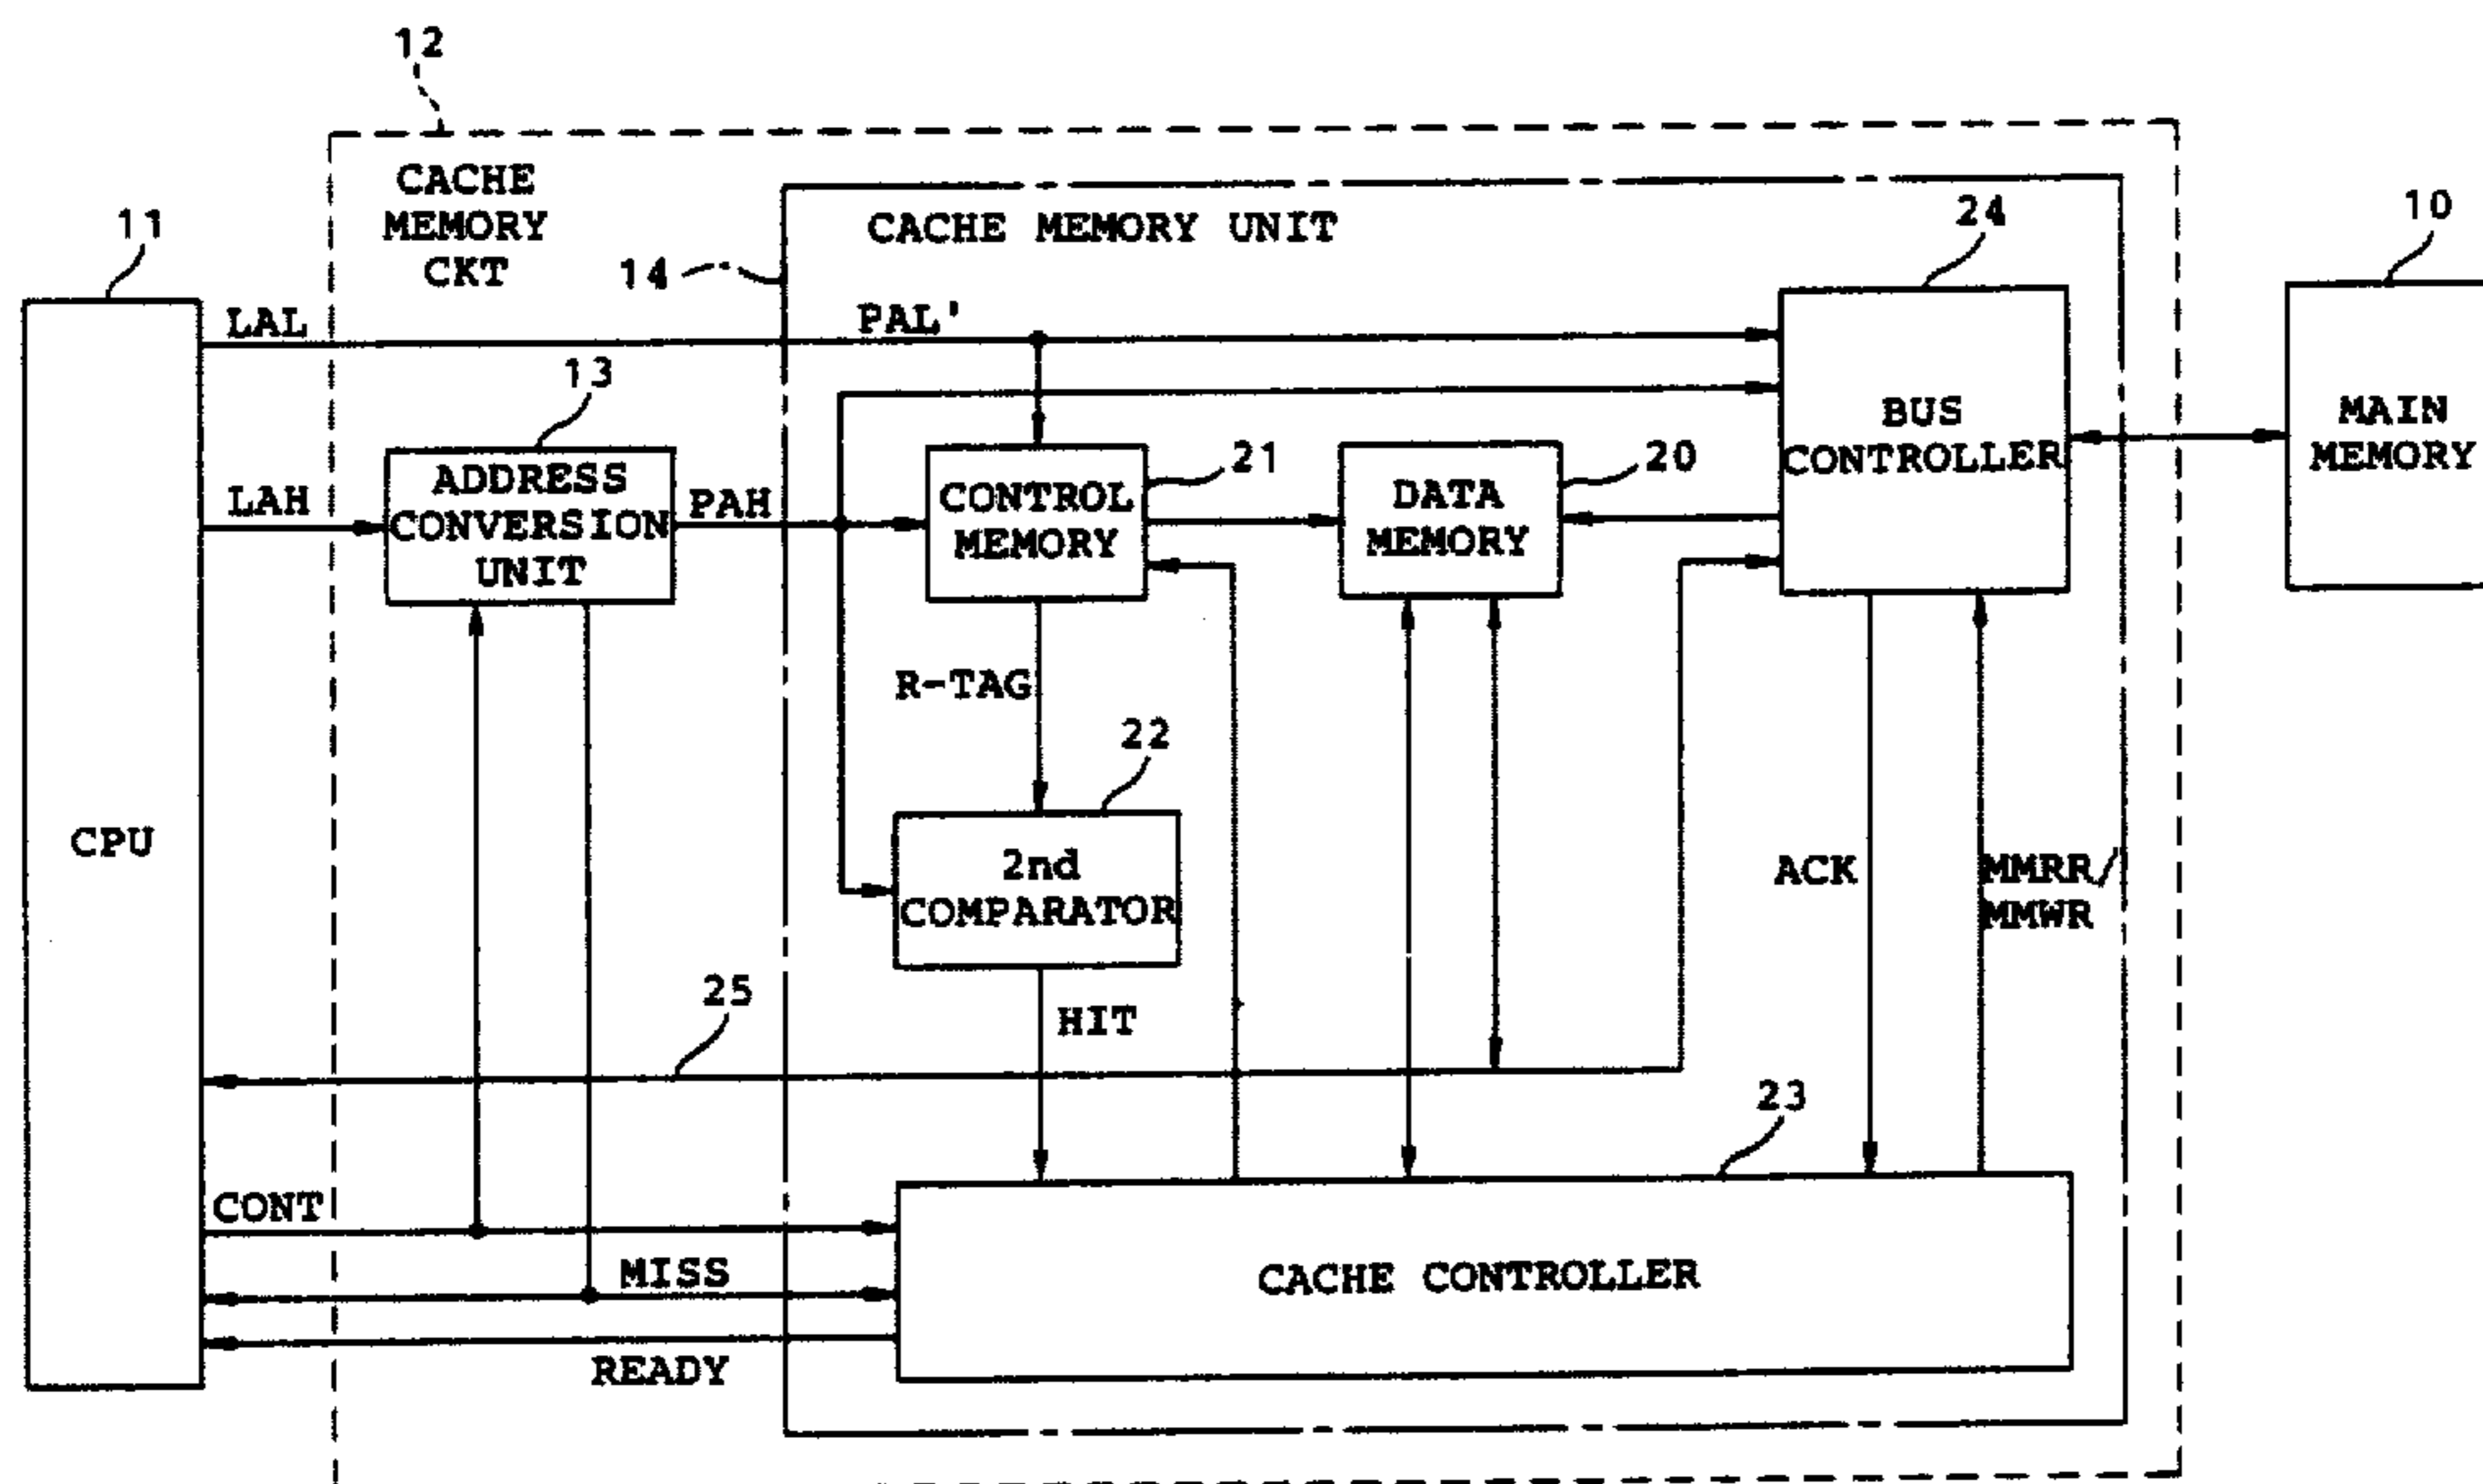 12
CACHE
MEMORY
CKT
11
14
CACHE MEMORY UNIT
24
10
LAL
PAL'
13
BUS
CONTROLLER
MAIN
MEMORY
LAH
ADDRESS
CONVERSION
UNIT
PAH
CONTROL
MEMORY
21
DATA
MEMORY
20
R-TAG
22
CPU
2nd
COMPARATOR
ACK
MMRR/
MMWR
25
HIT
23
CONT
MISS
CACHE CONTROLLER
READY